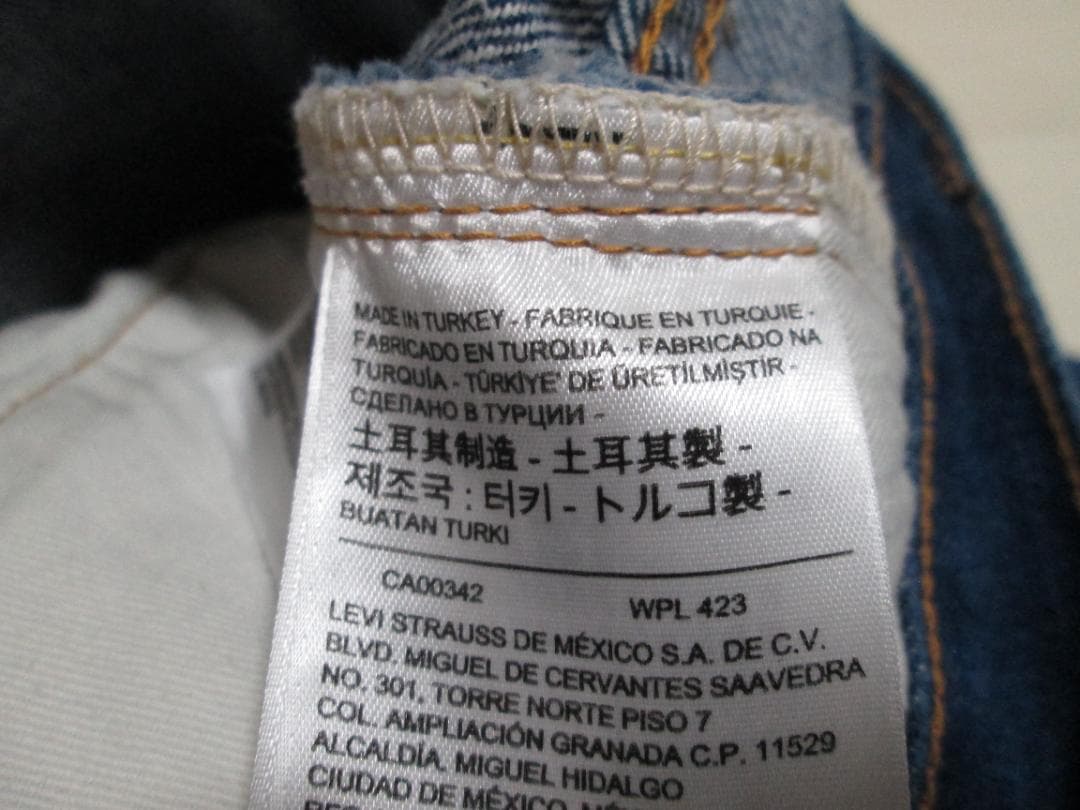 MADE IN TURKEY - FABRIQUE EN TURQUIE -
FABRICADO EN TURQUIA - FABRICADO NA
TURQUIA - TÜRKİYE' DE ÜRETİLMİŞTİR -
СДЕЛАНО В ТУРЦИИ -
土耳其制造 - 土耳其製 -
제조국 : 터키 - トルコ製 -
BUATAN TURKI
CA00342 WPL 423
LEVI STRAUSS DE MÉXICO S.A. DE C.V.
BLVD. MIGUEL DE CERVANTES SAAVEDRA
NO. 301, TORRE NORTE PISO 7
COL. AMPLIACIÓN GRANADA C.P. 11529
ALCALDÍA. MIGUEL HIDALGO
CIUDAD DE MÉXICO,